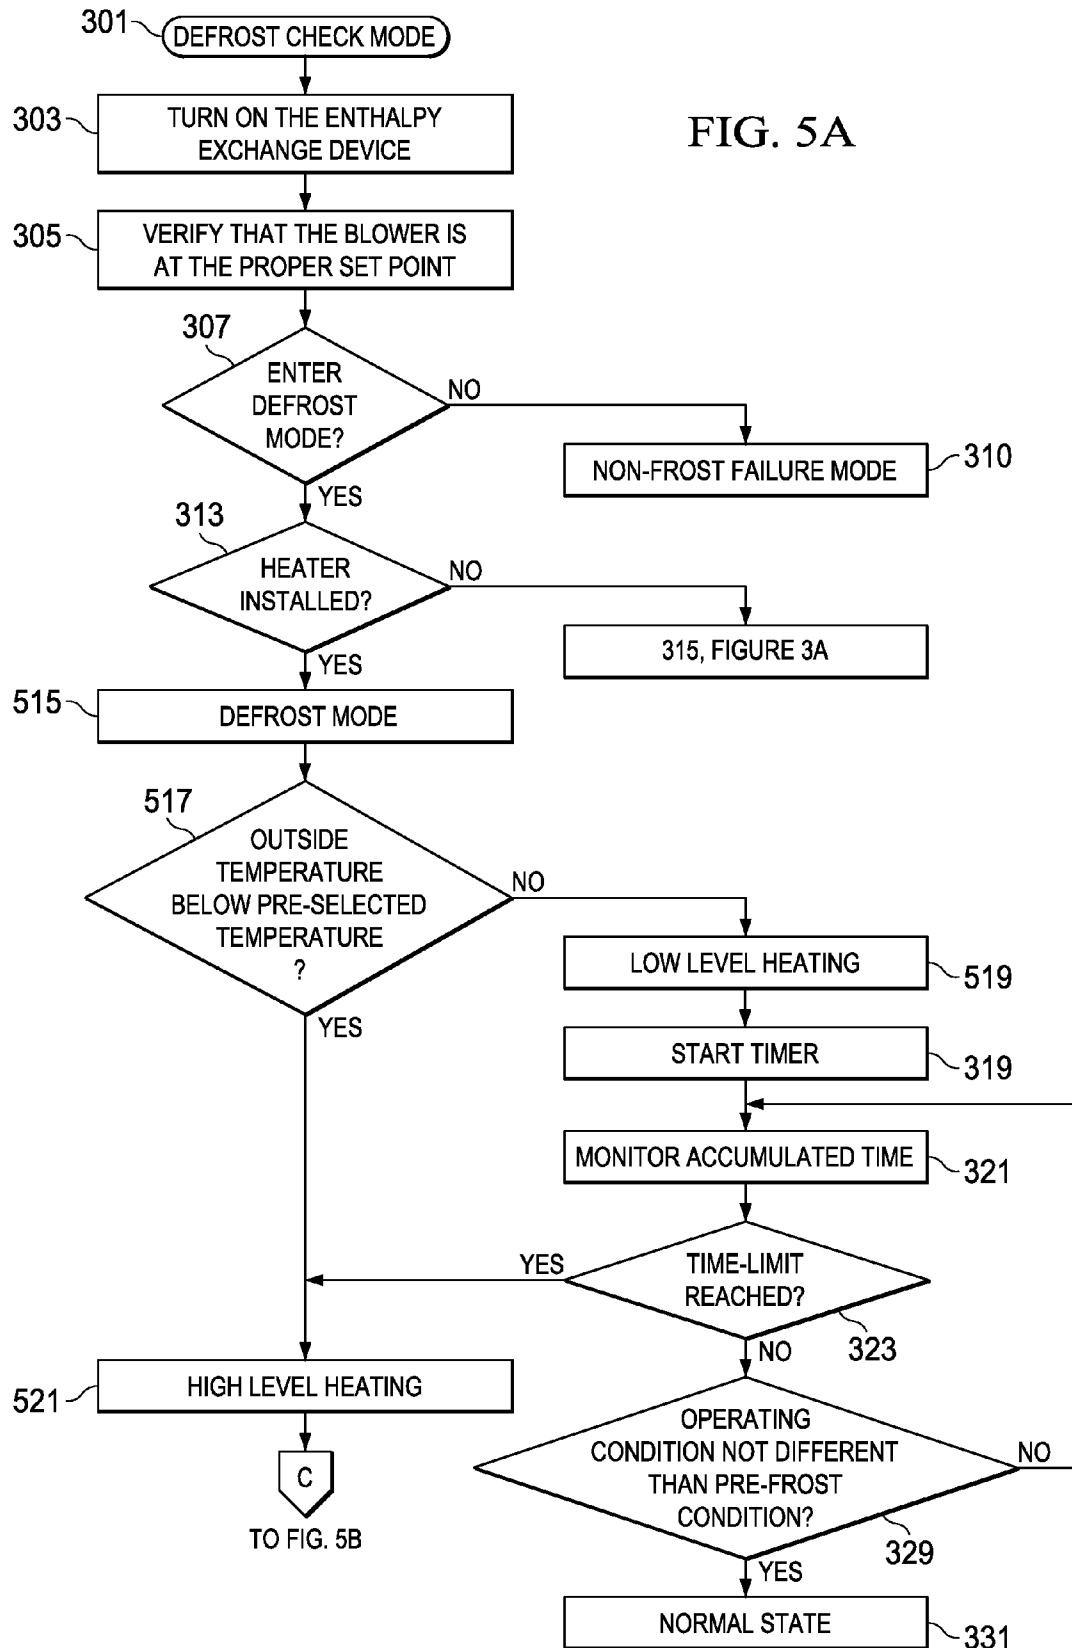 301
DEFROST CHECK MODE
303
TURN ON THE ENTHALPY
EXCHANGE DEVICE
FIG. 5A
305
VERIFY THAT THE BLOWER IS
AT THE PROPER SET POINT
307
ENTER
DEFROST
MODE?
NO
YES
NON-FROST FAILURE MODE
310
313
HEATER
INSTALLED?
NO
YES
315, FIGURE 3A
515
DEFROST MODE
517
OUTSIDE
TEMPERATURE
BELOW PRE-SELECTED
TEMPERATURE
?
NO
YES
LOW LEVEL HEATING
519
START TIMER
319
MONITOR ACCUMULATED TIME
321
YES
TIME-LIMIT
REACHED?
323
NO
521
HIGH LEVEL HEATING
C
TO FIG. 5B
OPERATING
CONDITION NOT DIFFERENT
THAN PRE-FROST
CONDITION?
NO
329
YES
NORMAL STATE
331